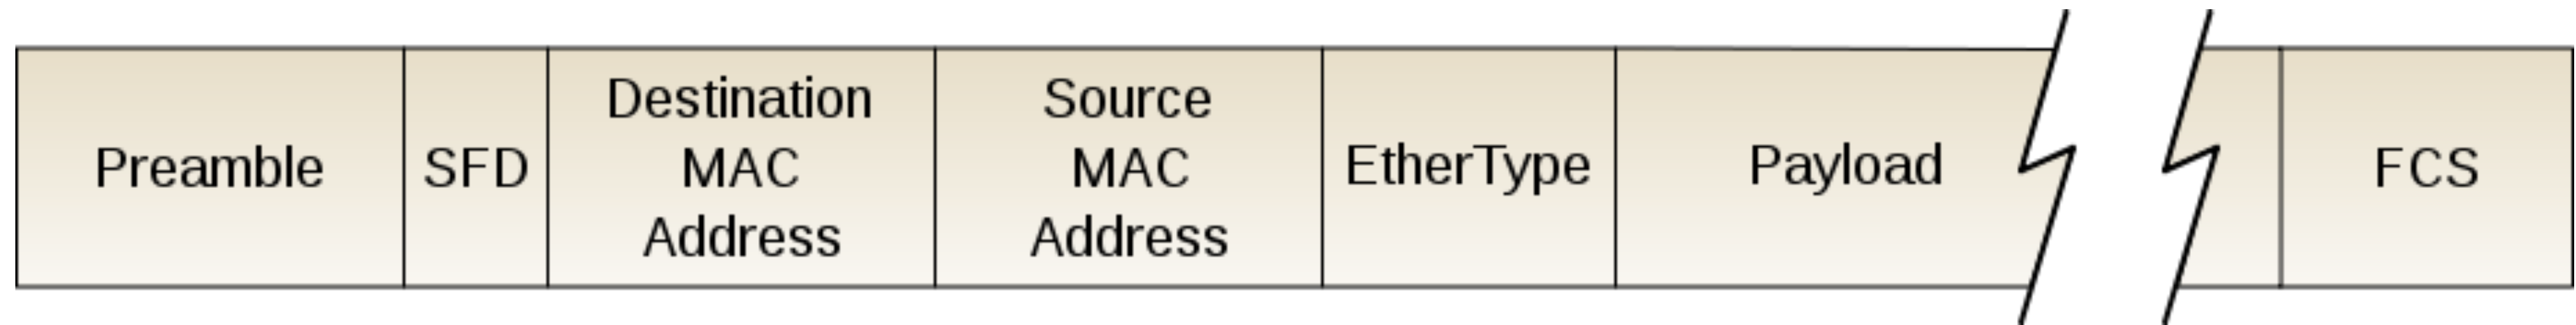 Preamble
SFD
Destination
MAC
Address
Source
MAC
Address
EtherType
Payload
FCS